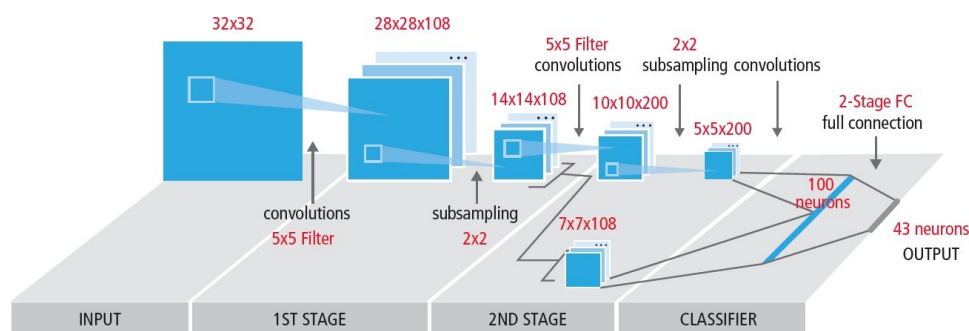 32x32
28x28x108
5x5 Filter
convolutions
2x2
subsampling
convolutions
14x14x108
10x10x200
5x5x200
2-Stage FC
full connection
convolutions
5x5 Filter
subsampling
2x2
7x7x108
100
neurons
43 neurons
OUTPUT
INPUT
1ST STAGE
2ND STAGE
CLASSIFIER